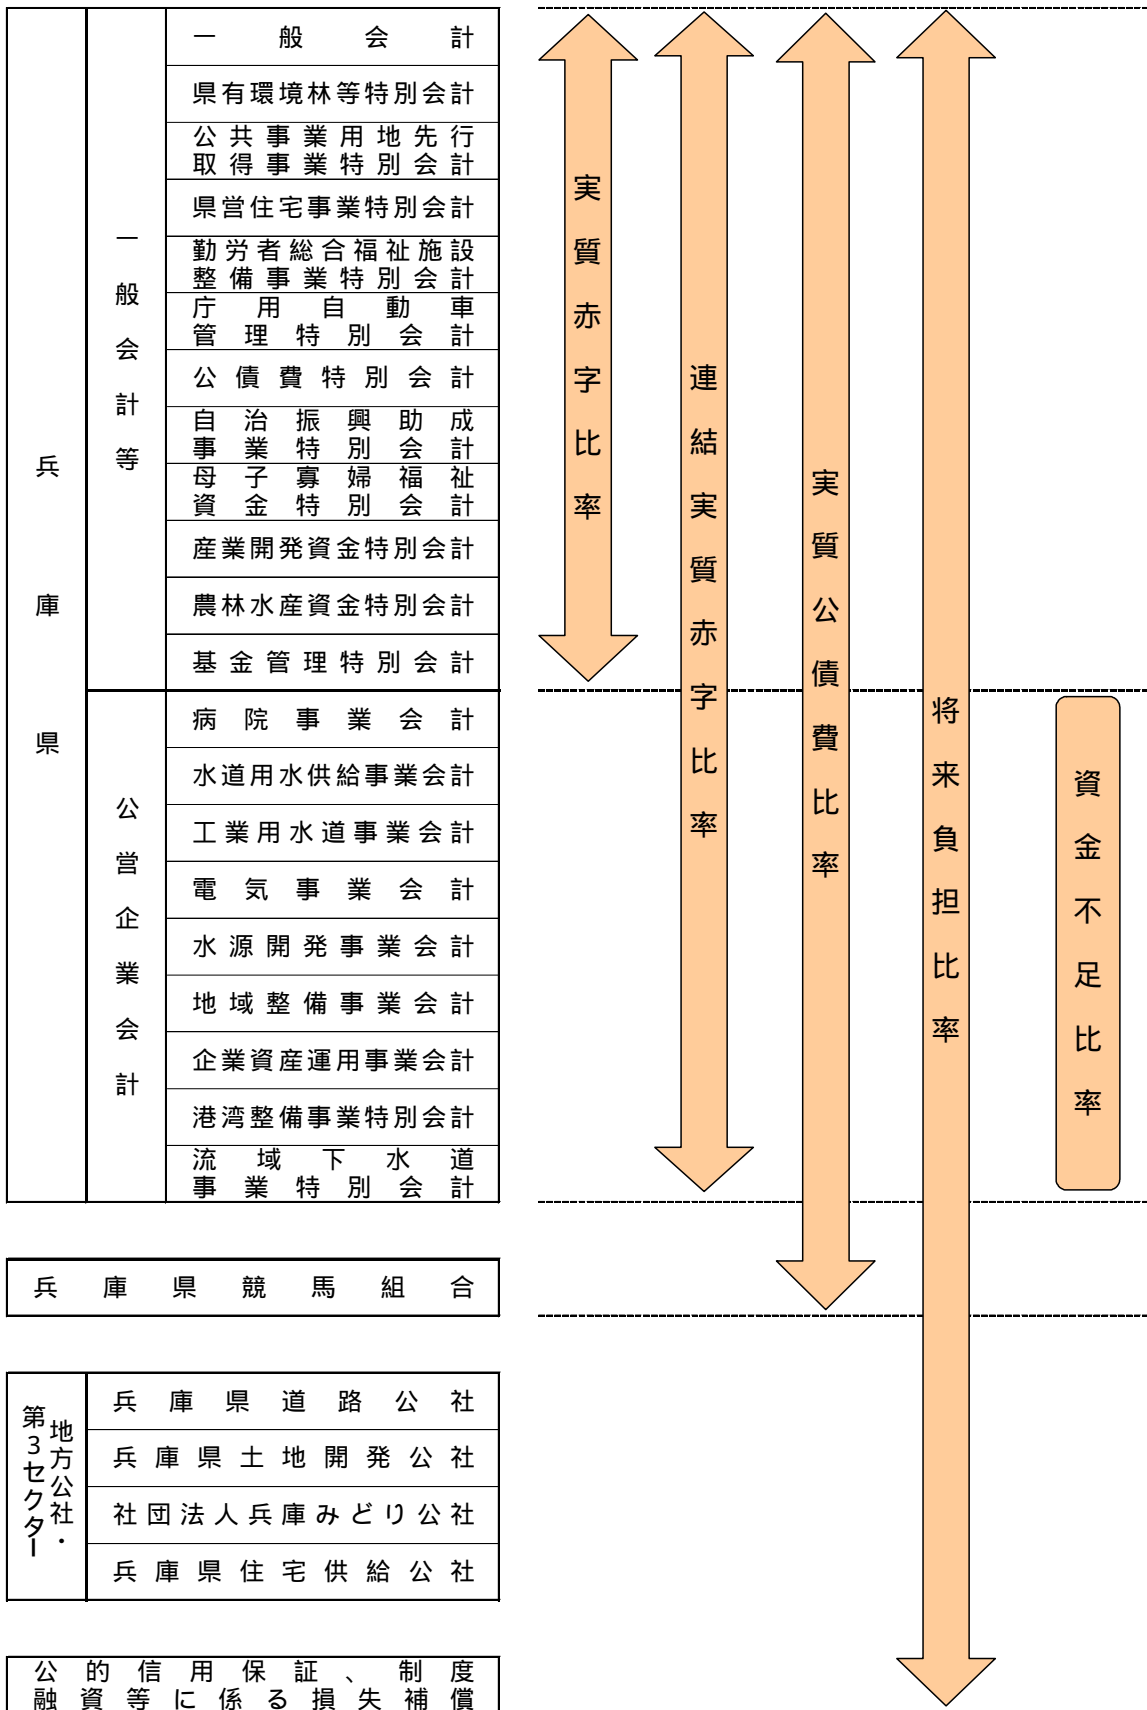 兵庫県
一般会計等
一般会計
県有環境林等特別会計
公共事業用地先行
取得事業特別会計
県営住宅事業特別会計
勤労者総合福祉施設
整備事業特別会計
庁用自動車
管理特別会計
公債費特別会計
自治振興助成
事業特別会計
母子寡婦福祉
資金特別会計
産業開発資金特別会計
農林水産資金特別会計
基金管理特別会計
公営企業会計
病院事業会計
水道用水供給事業会計
工業用水道事業会計
電気事業会計
水源開発事業会計
地域整備事業会計
企業資産運用事業会計
港湾整備事業特別会計
流域下水道
事業特別会計
兵庫県競馬組合
地方公社・
第3セクター
兵庫県道路公社
兵庫県土地開発公社
社団法人兵庫みどり公社
兵庫県住宅供給公社
公的信用保証、制度
融資等に係る損失補償
実質赤字比率
連結実質赤字比率
実質公債費比率
将来負担比率
資金不足比率